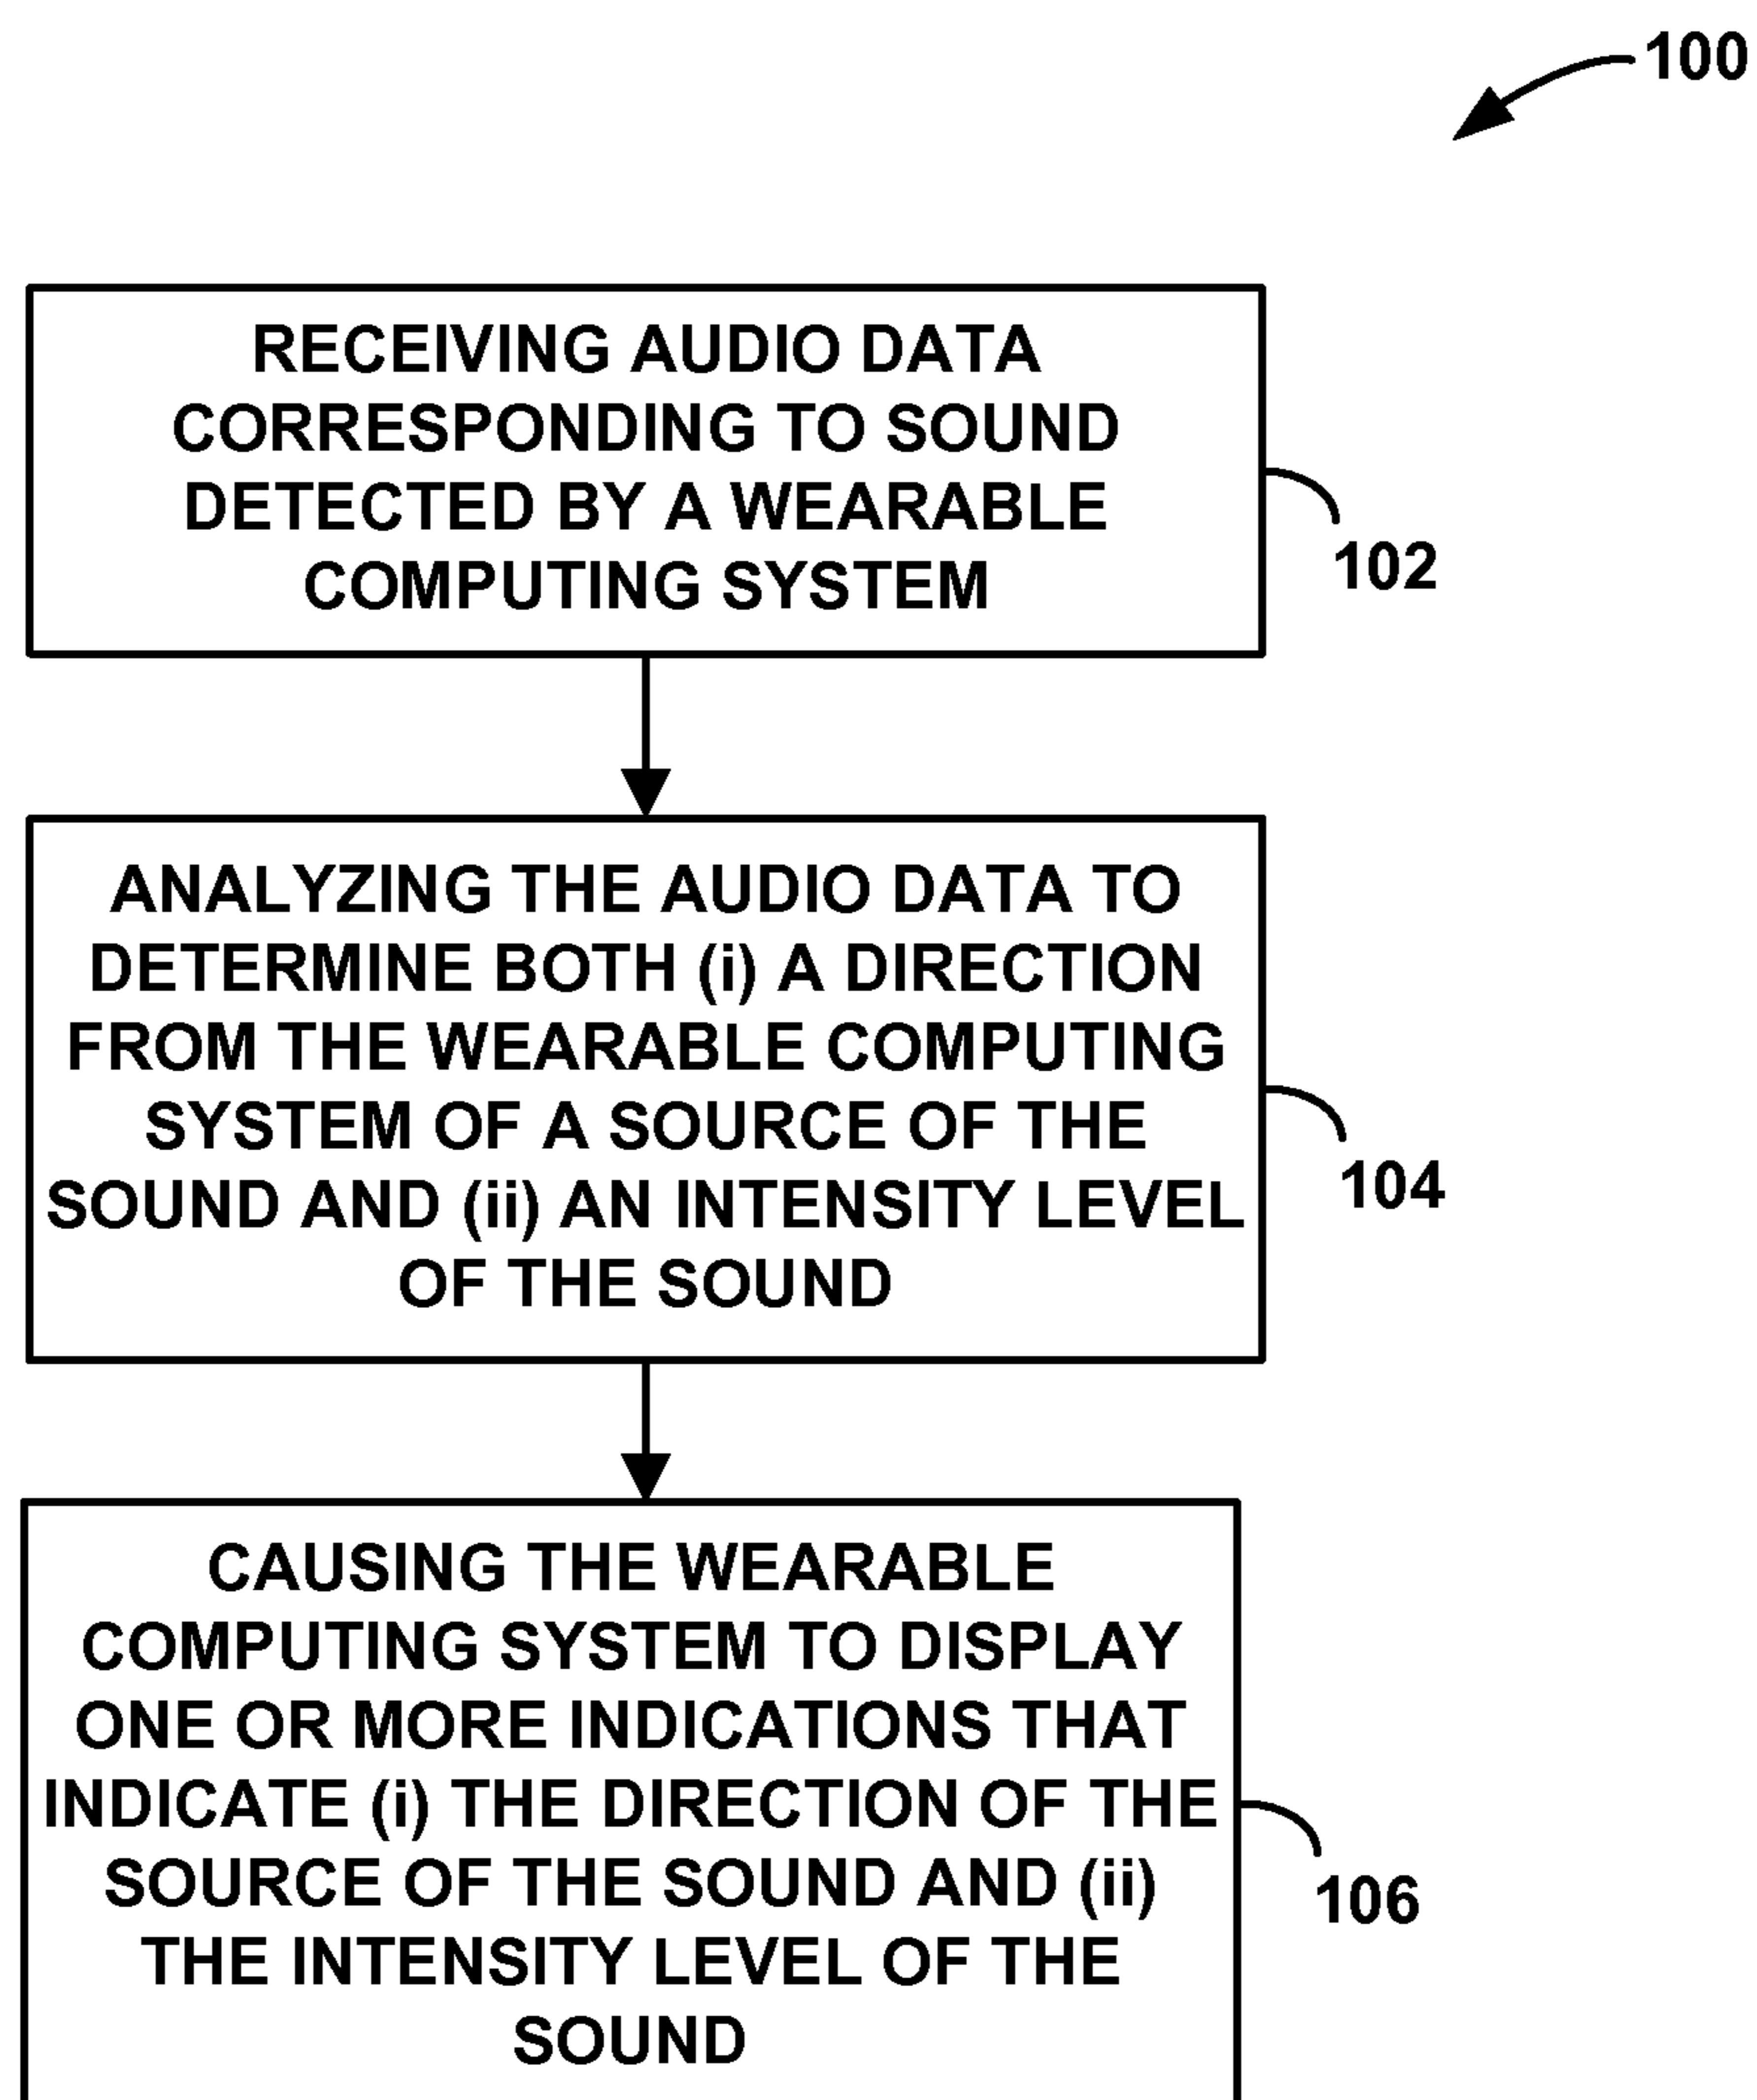 100
RECEIVING AUDIO DATA
CORRESPONDING TO SOUND
DETECTED BY A WEARABLE
COMPUTING SYSTEM
102
ANALYZING THE AUDIO DATA TO
DETERMINE BOTH (i) A DIRECTION
FROM THE WEARABLE COMPUTING
SYSTEM OF A SOURCE OF THE
SOUND AND (ii) AN INTENSITY LEVEL
OF THE SOUND
104
CAUSING THE WEARABLE
COMPUTING SYSTEM TO DISPLAY
ONE OR MORE INDICATIONS THAT
INDICATE (i) THE DIRECTION OF THE
SOURCE OF THE SOUND AND (ii)
THE INTENSITY LEVEL OF THE
SOUND
106